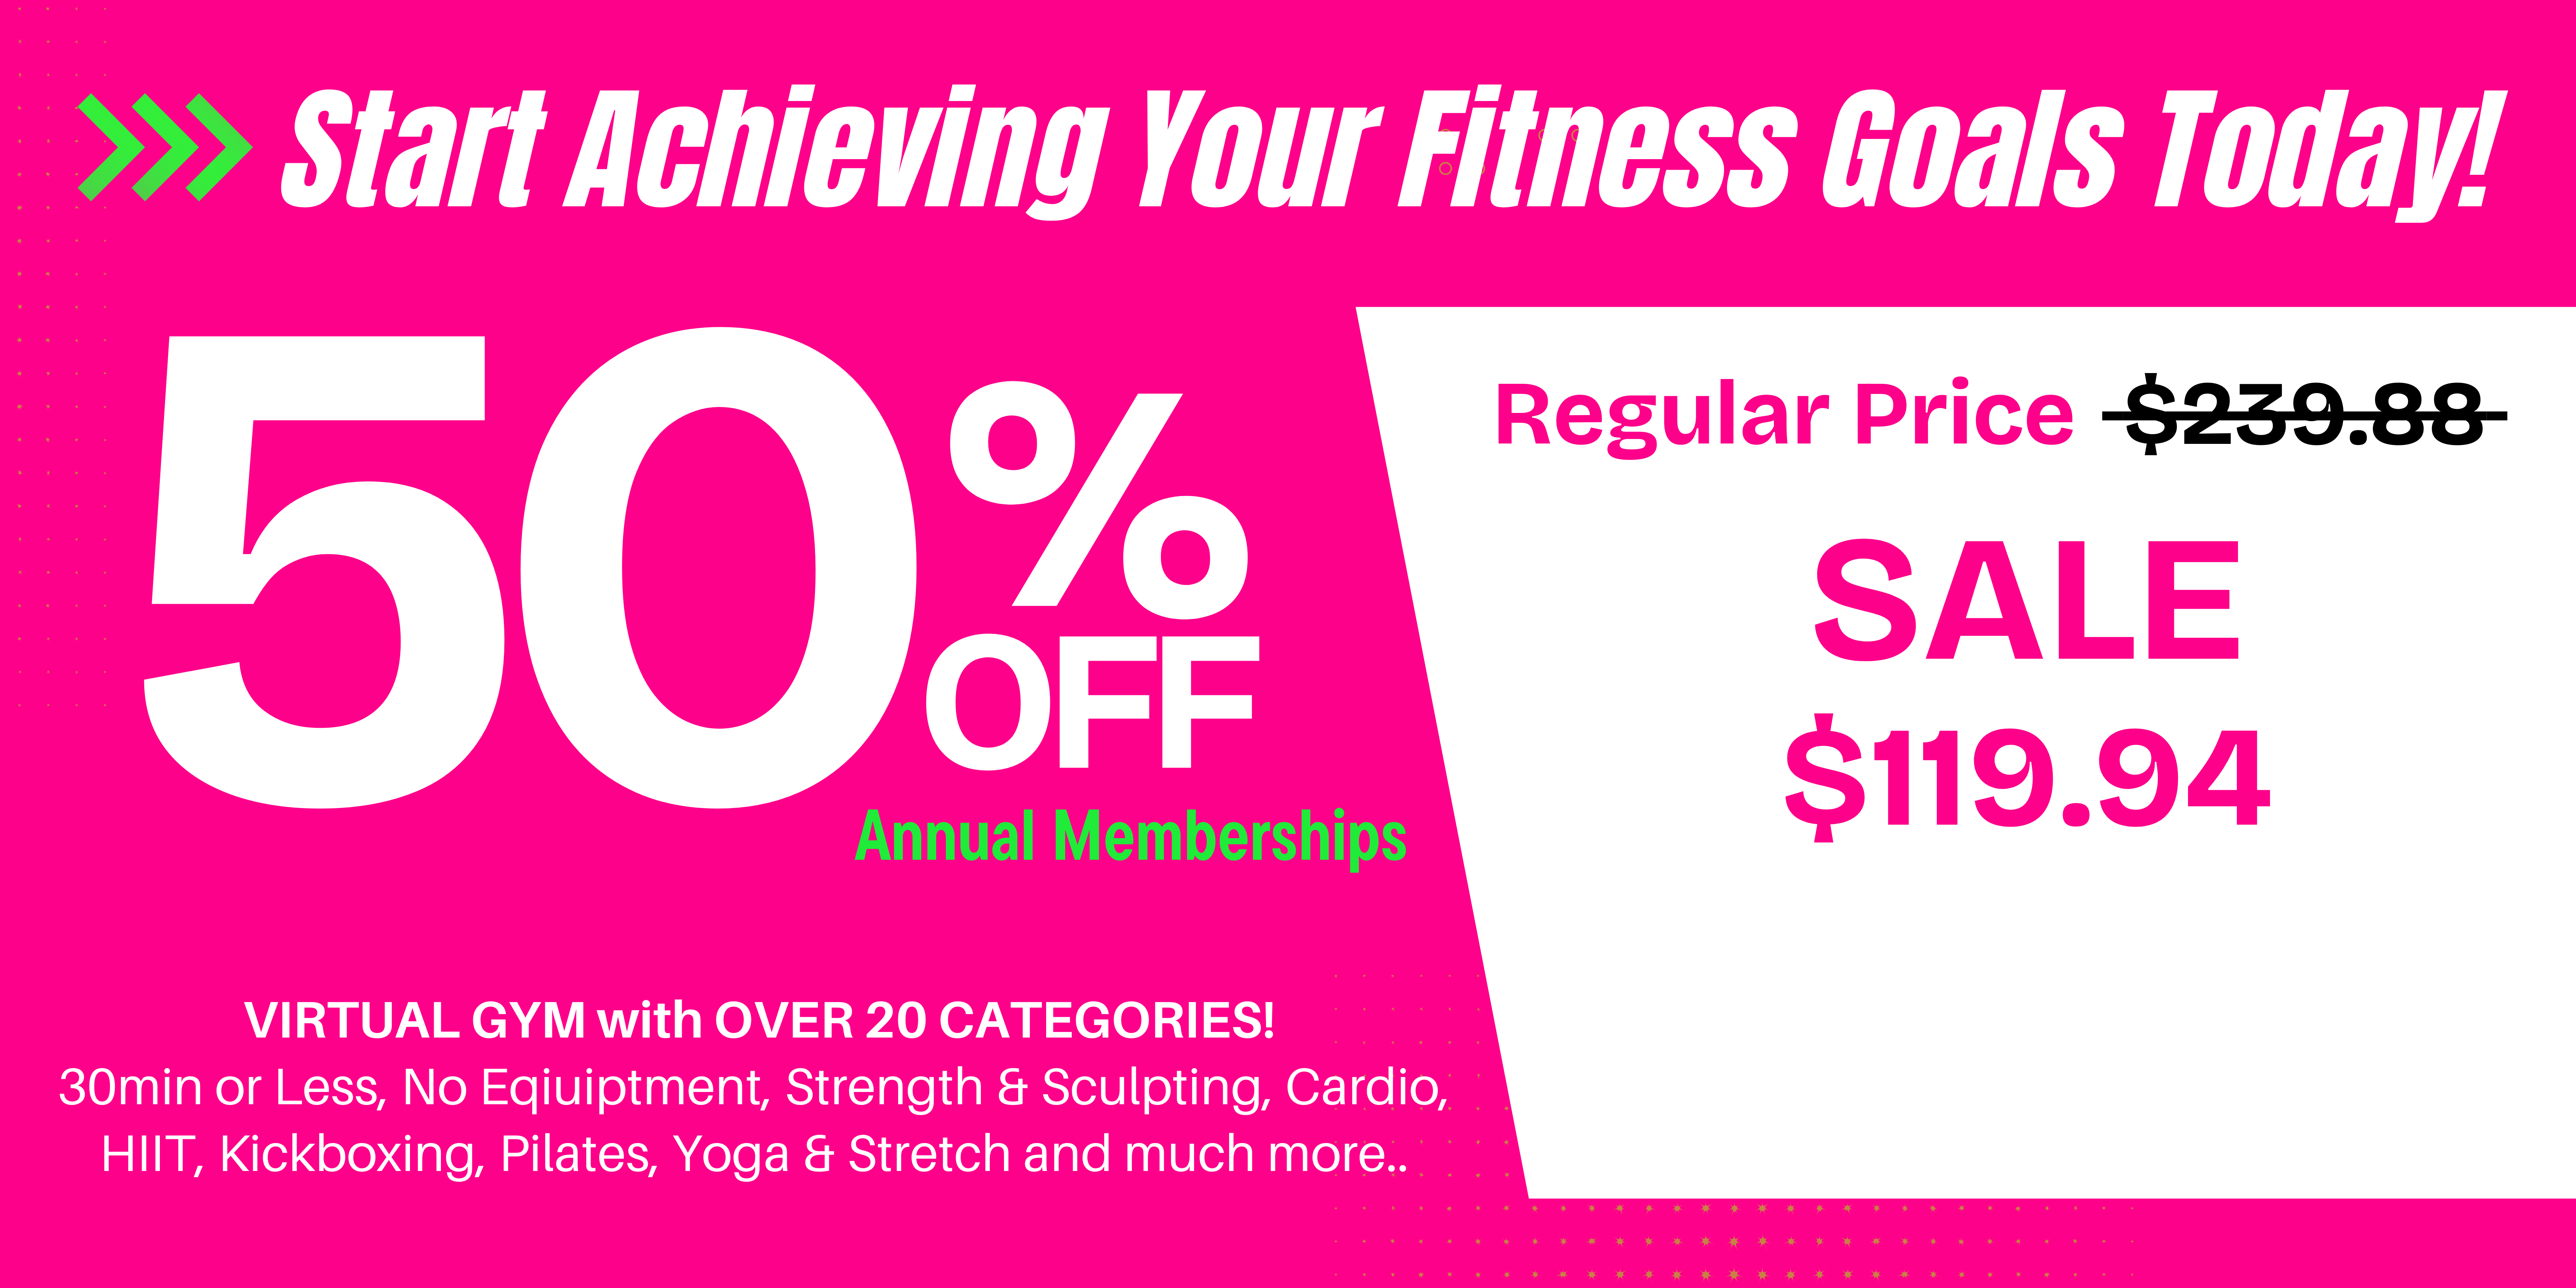 Start Achieving Your Fitness Goals Today!
50%
OFF
Annual Memberships
Regular Price $239.88
SALE
$119.94
VIRTUAL GYM with OVER 20 CATEGORIES!
30min or Less, No Eqiuiptment, Strength & Sculpting, Cardio,
HIIT, Kickboxing, Pilates, Yoga & Stretch and much more..